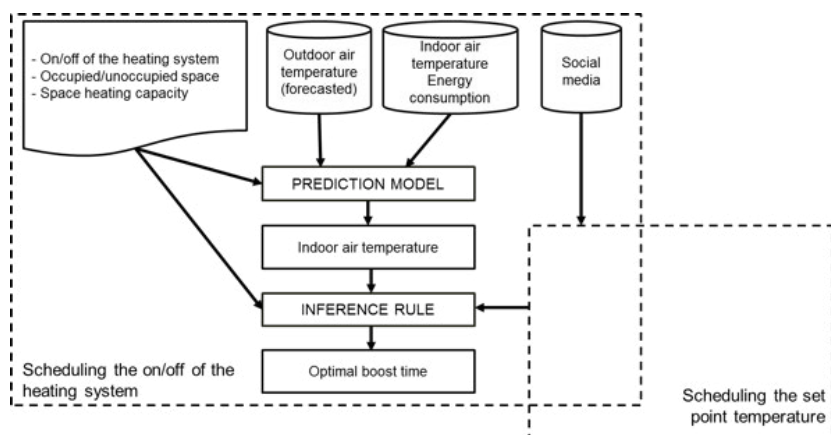 - On/off of the heating system
- Occupied/unoccupied space
- Space heating capacity
Outdoor air
temperature
(forecasted)
Indoor air
temperature
Energy
consumption
Social
media
PREDICTION MODEL
Indoor air temperature
INFERENCE RULE
Optimal boost time
Scheduling the on/off of the
heating system
Scheduling the set
point temperature